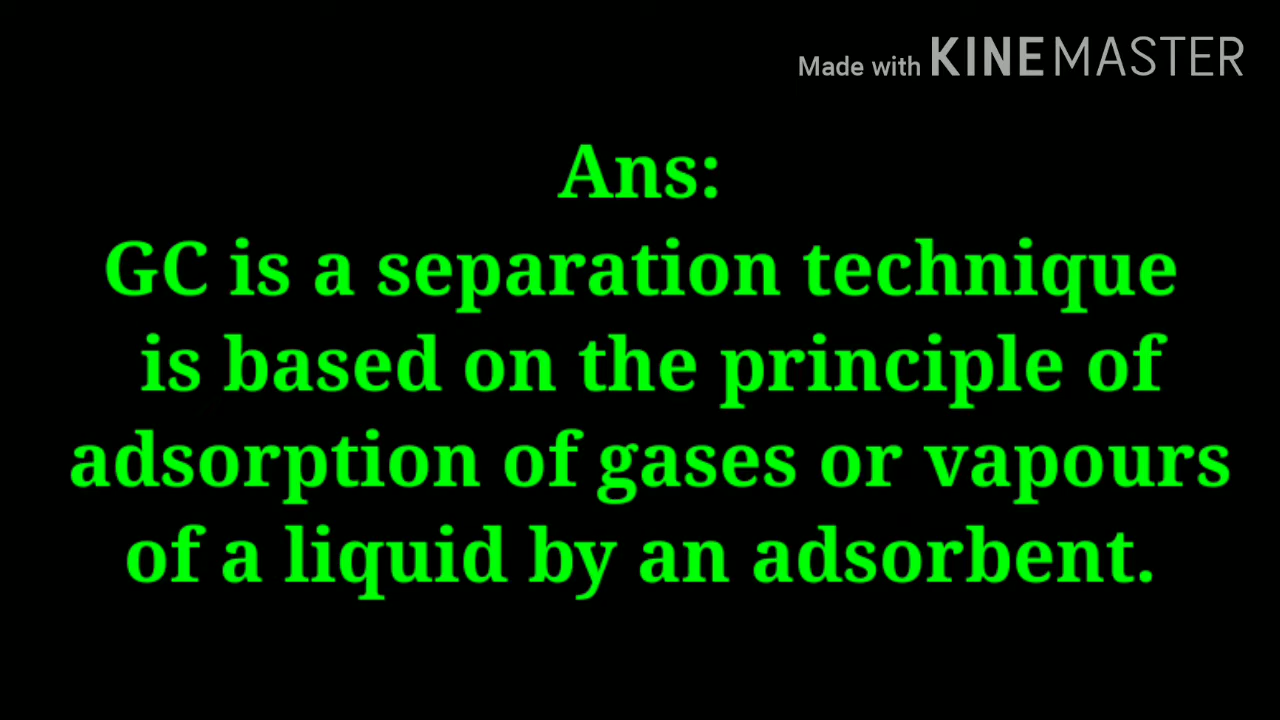 Made with KINEMASTER
Ans:
GC is a separation technique
is based on the principle of
adsorption of gases or vapours
of a liquid by an adsorbent.